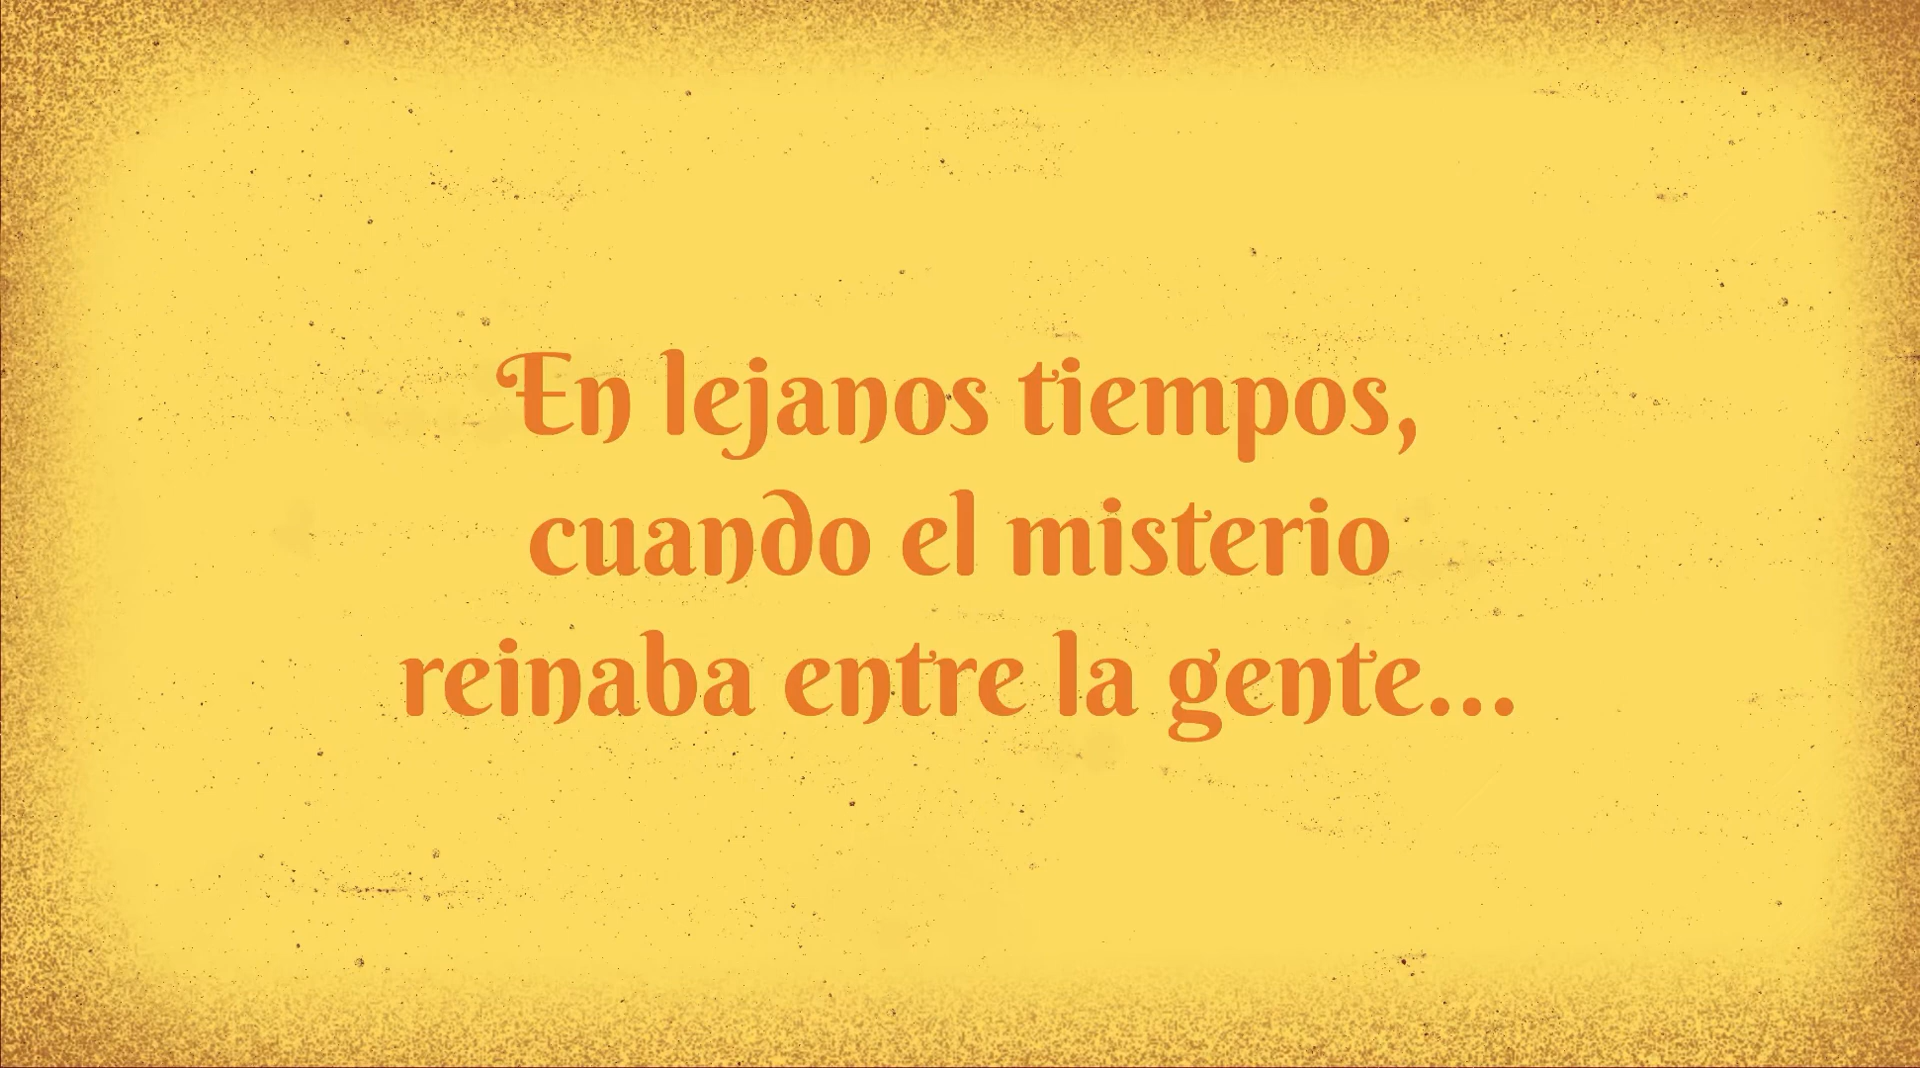 En lejanos tiempos,
cuando el misterio
reinaba entre la gente...